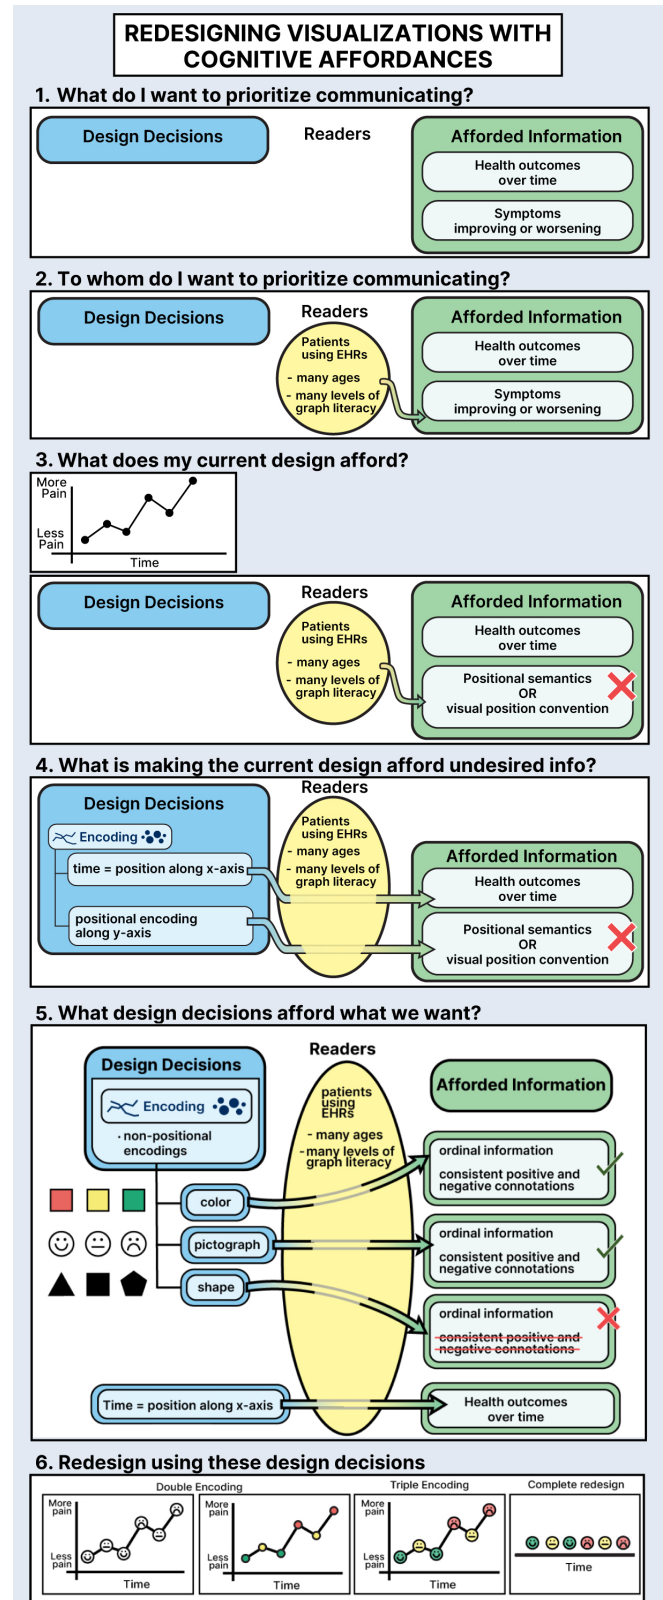 REDESIGNING VISUALIZATIONS WITH
COGNITIVE AFFORDANCES
1. What do I want to prioritize communicating?
Design Decisions
Readers
Afforded Information
Health outcomes
over time
Symptoms
improving or worsening
2. To whom do I want to prioritize communicating?
Design Decisions
Readers
Patients
using EHRs
- many ages
- many levels of
graph literacy
Afforded Information
Health outcomes
over time
Symptoms
improving or worsening
3. What does my current design afford?
More
Pain
Less
Pain
Time
Design Decisions
Readers
Patients
using EHRs
- many ages
- many levels of
graph literacy
Afforded Information
Health outcomes
over time
Positional semantics
OR
visual position convention
4. What is making the current design afford undesired info?
Design Decisions
Encoding
time = position along x-axis
positional encoding
along y-axis
Readers
Patients
using EHRs
- many ages
- many levels of
graph literacy
Afforded Information
Health outcomes
over time
Positional semantics
OR
visual position convention
5. What design decisions afford what we want?
Design Decisions
Encoding
· non-positional
encodings
color
pictograph
shape
Time = position along x-axis
Readers
patients
using
EHRs
- many ages
- many levels of
graph literacy
Afforded Information
ordinal information
consistent positive and
negative connotations
ordinal information
consistent positive and
negative connotations
ordinal information
consistent positive and
negative connotations
Health outcomes
over time
6. Redesign using these design decisions
Double Encoding
Triple Encoding
Complete redesign
More
pain
Less
pain
Time
More
pain
Less
pain
Time
More
pain
Less
pain
Time
Time